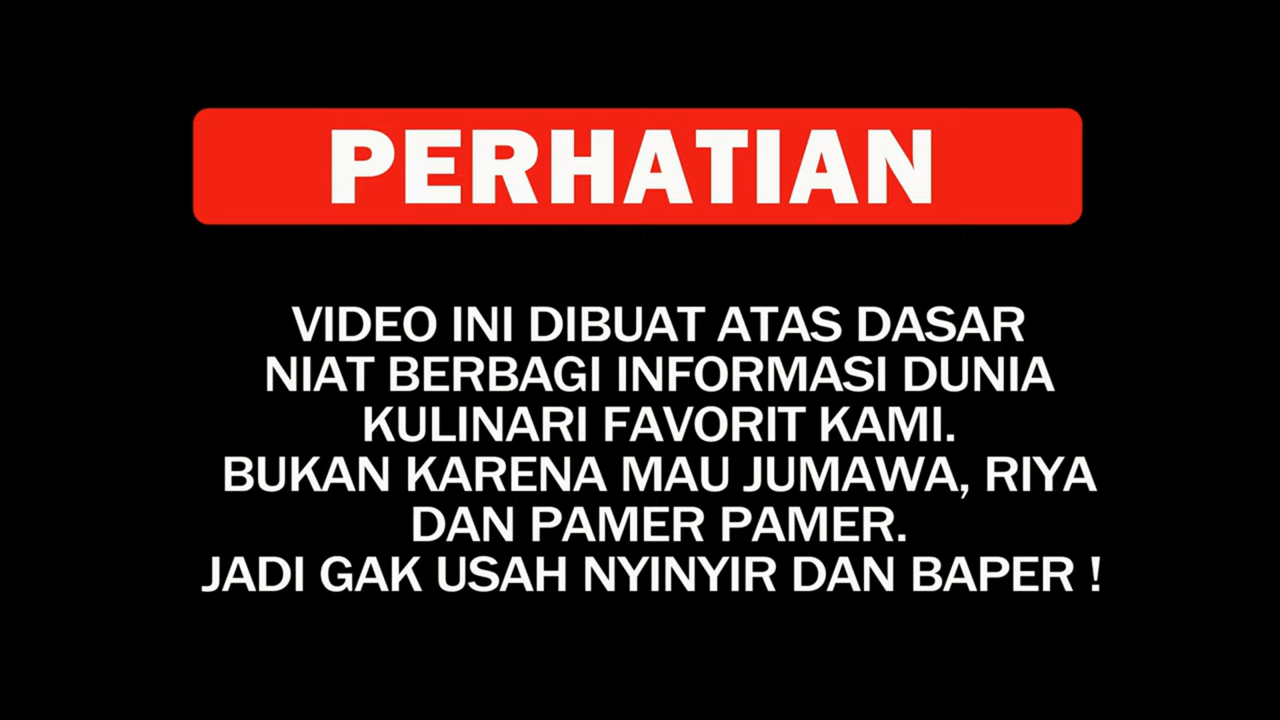 PERHATIAN
VIDEO INI DIBUAT ATAS DASAR
NIAT BERBAGI INFORMASI DUNIA
KULINARI FAVORIT KAMI.
BUKAN KARENA MAU JUMAWA, RIYA
DAN PAMER PAMER.
JADI GAK USAH NYINYIR DAN BAPER !